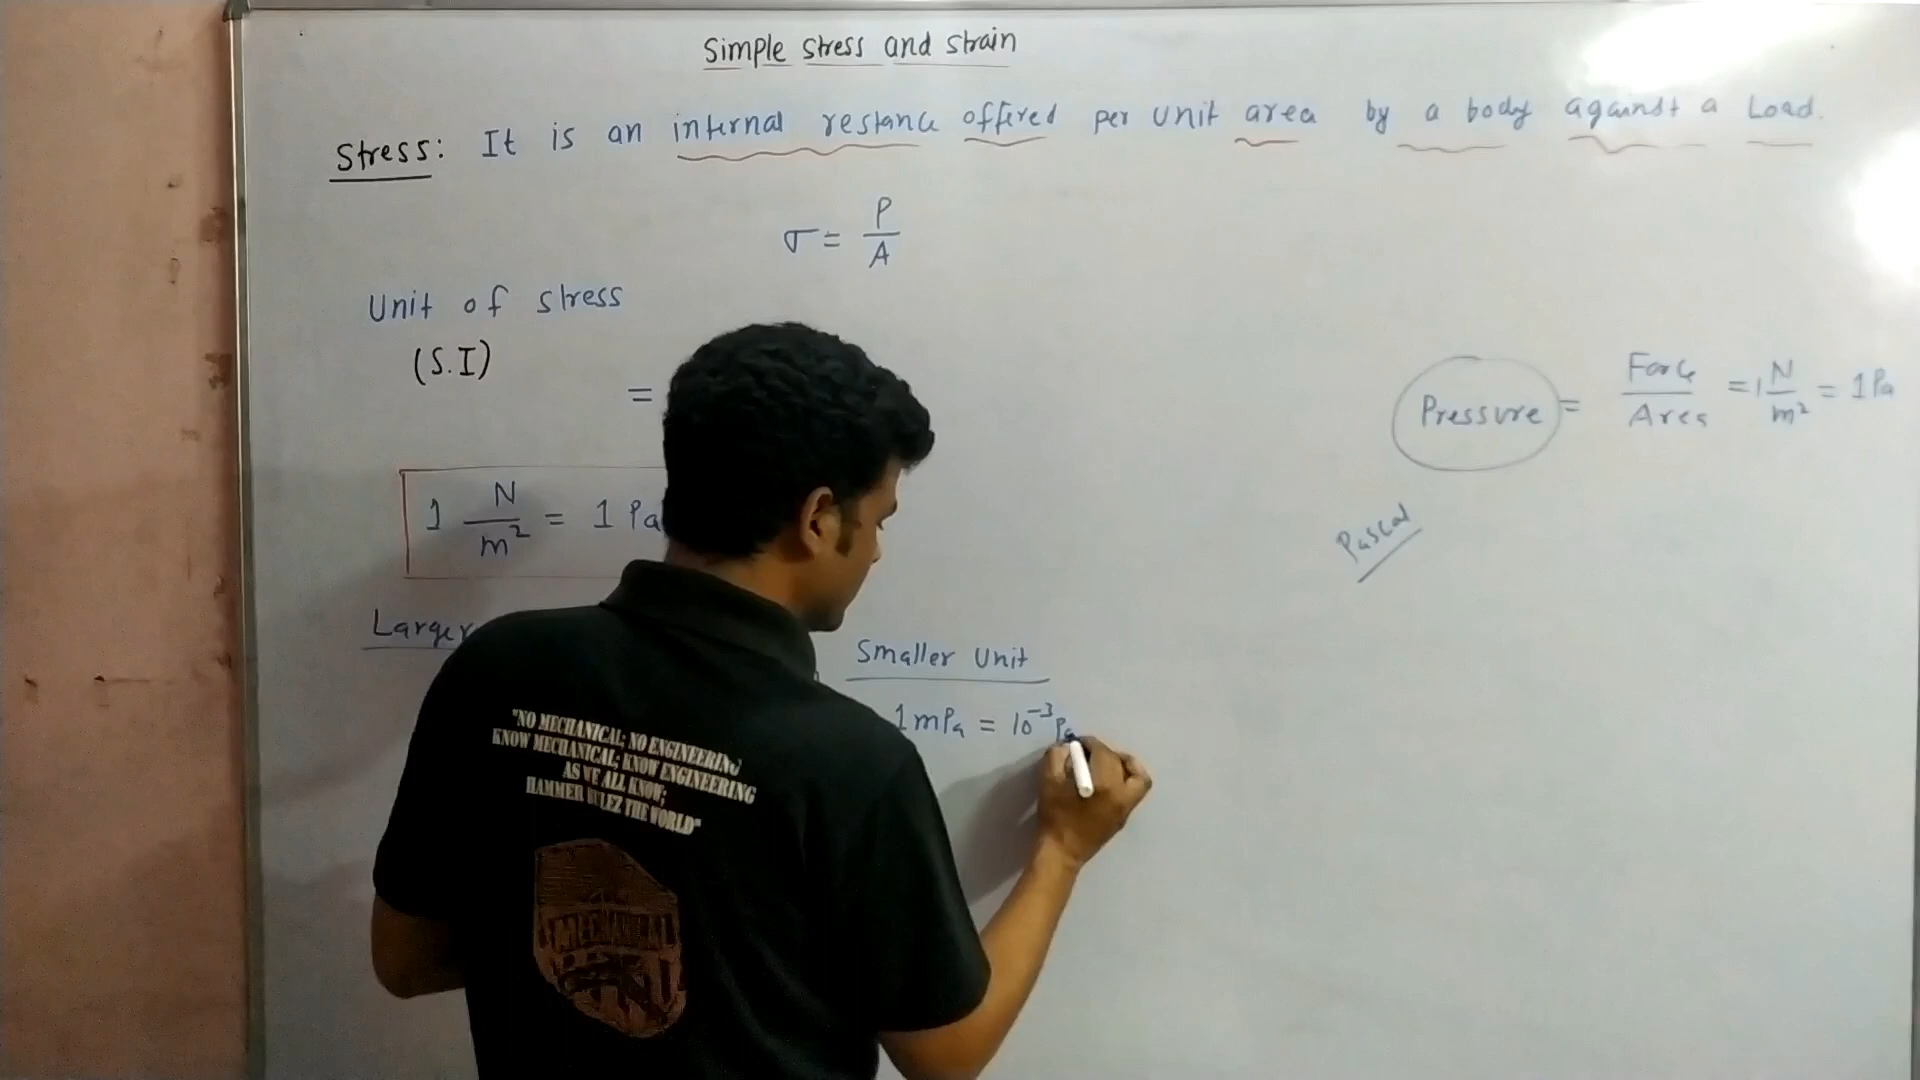 Simple stress and strain
Stress: It is an internal restance offered per unit area by a body against a Load.
σ = P/A
Unit of stress
(S.I)
=
Pressure = Force/Area = 1 N/m² = 1 Pa
1 N/m² = 1 Pa
Pascal
Larger
Smaller Unit
1 mPa = 10⁻³ Pa
"NO MECHANICAL; NO ENGINEERING
KNOW MECHANICAL; KNOW ENGINEERING
AS WE ALL KNOW;
HAMMER RULEZ THE WORLD"
MECHANICAL